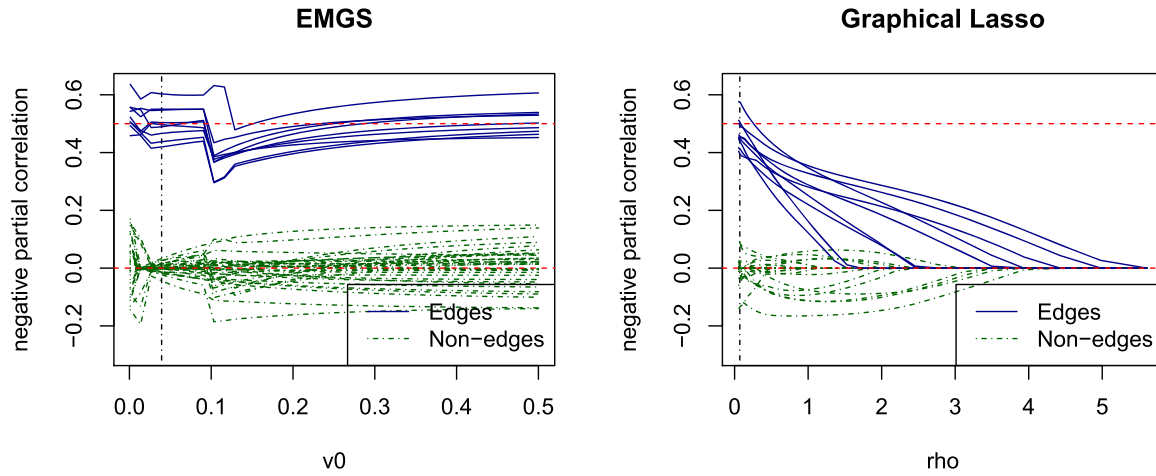 EMGS
negative partial correlation
0.6
0.4
0.2
0.0
−0.2
0.0 0.1 0.2 0.3 0.4 0.5
v0
Edges
Non−edges
Graphical Lasso
negative partial correlation
0.6
0.4
0.2
0.0
−0.2
0 1 2 3 4 5
rho
Edges
Non−edges